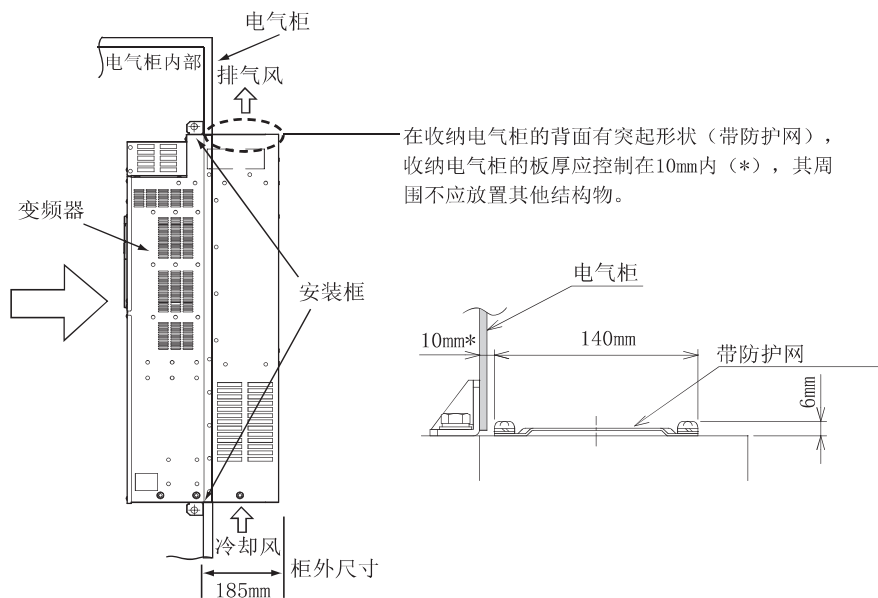 电气柜
电气柜内部
排气风
在收纳电气柜的背面有突起形状（带防护网），
收纳电气柜的板厚应控制在10mm内（*），其周
围不应放置其他结构物。
变频器
安装框
电气柜
10mm*
140mm
带防护网
6mm
冷却风
柜外尺寸
185mm